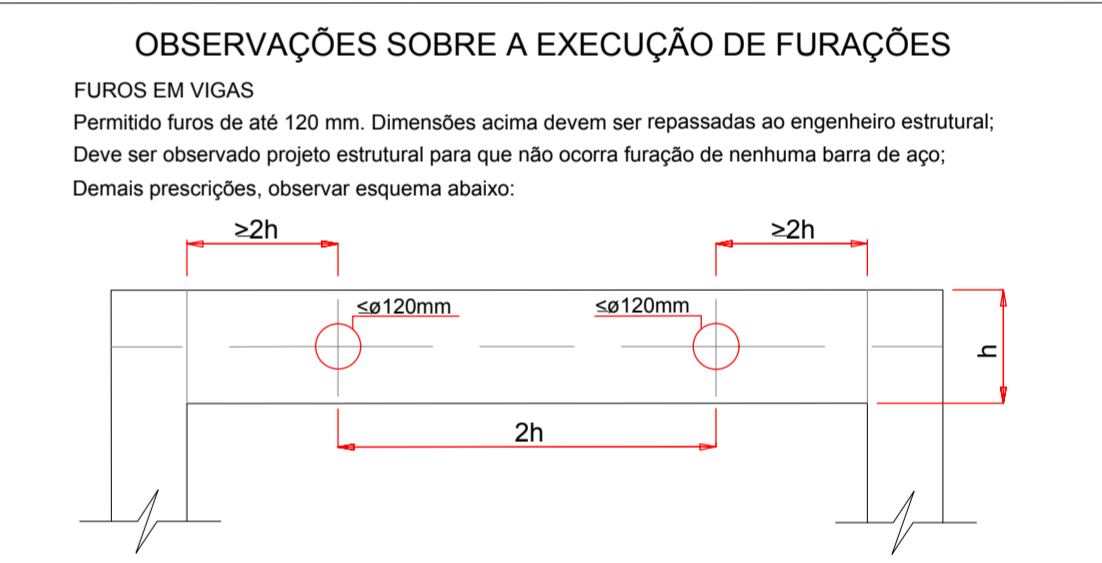 OBSERVAÇÕES SOBRE A EXECUÇÃO DE FURAÇÕES
FUROS EM VIGAS
Permitido furos de até 120 mm. Dimensões acima devem ser repassadas ao engenheiro estrutural;
Deve ser observado projeto estrutural para que não ocorra furação de nenhuma barra de aço;
Demais prescrições, observar esquema abaixo:
≥2h
≥2h
≤ø120mm
≤ø120mm
h
2h